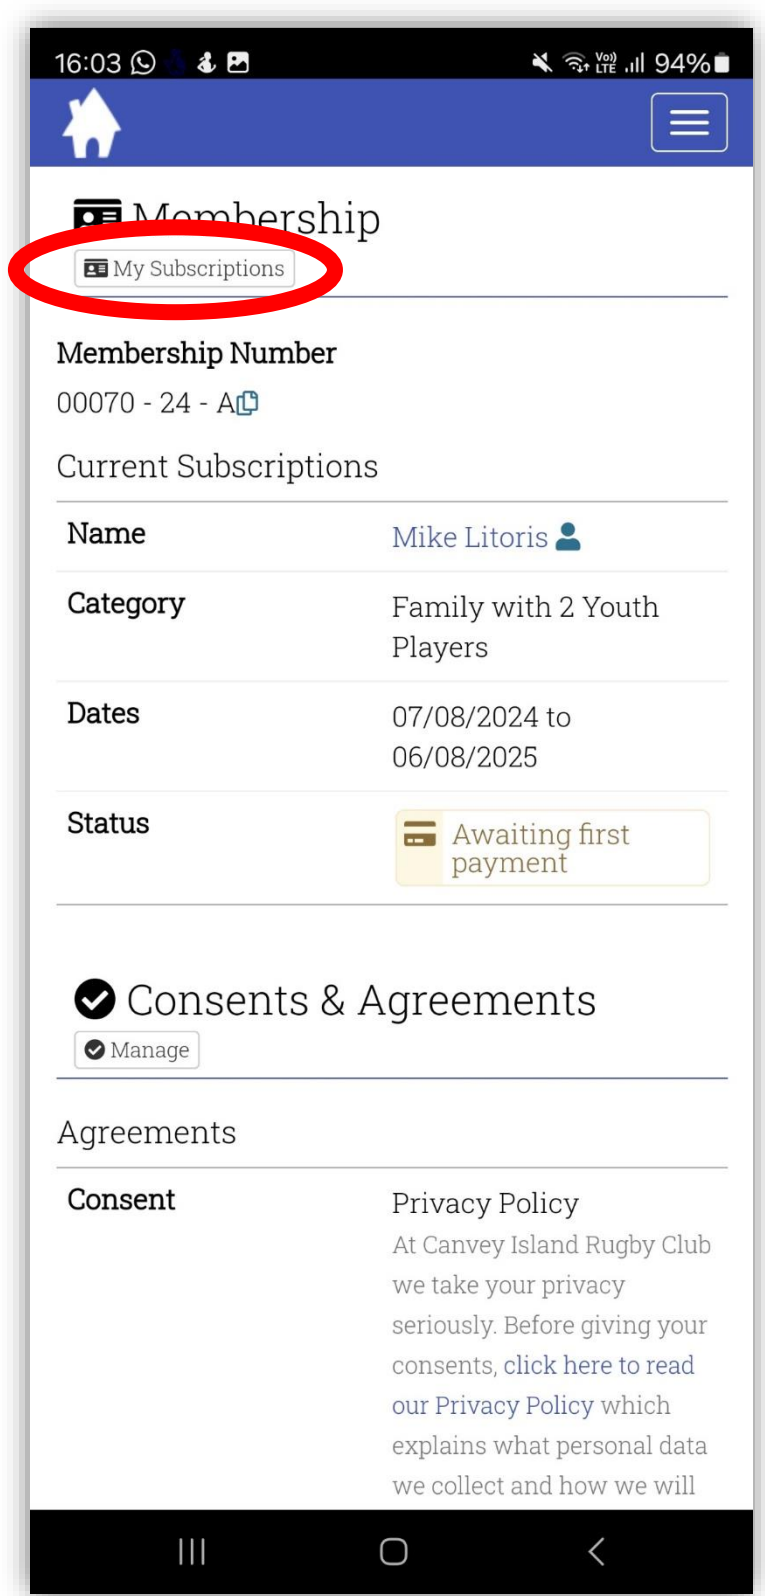 16:03
Vo))
LTE
94%
Membership
My Subscriptions
Membership Number
00070 - 24 - A
Current Subscriptions
Name
Mike Litoris
Category
Family with 2 Youth
Players
Dates
07/08/2024 to
06/08/2025
Status
Awaiting first
payment
Consents & Agreements
Manage
Agreements
Consent
Privacy Policy
At Canvey Island Rugby Club
we take your privacy
seriously. Before giving your
consents, click here to read
our Privacy Policy which
explains what personal data
we collect and how we will